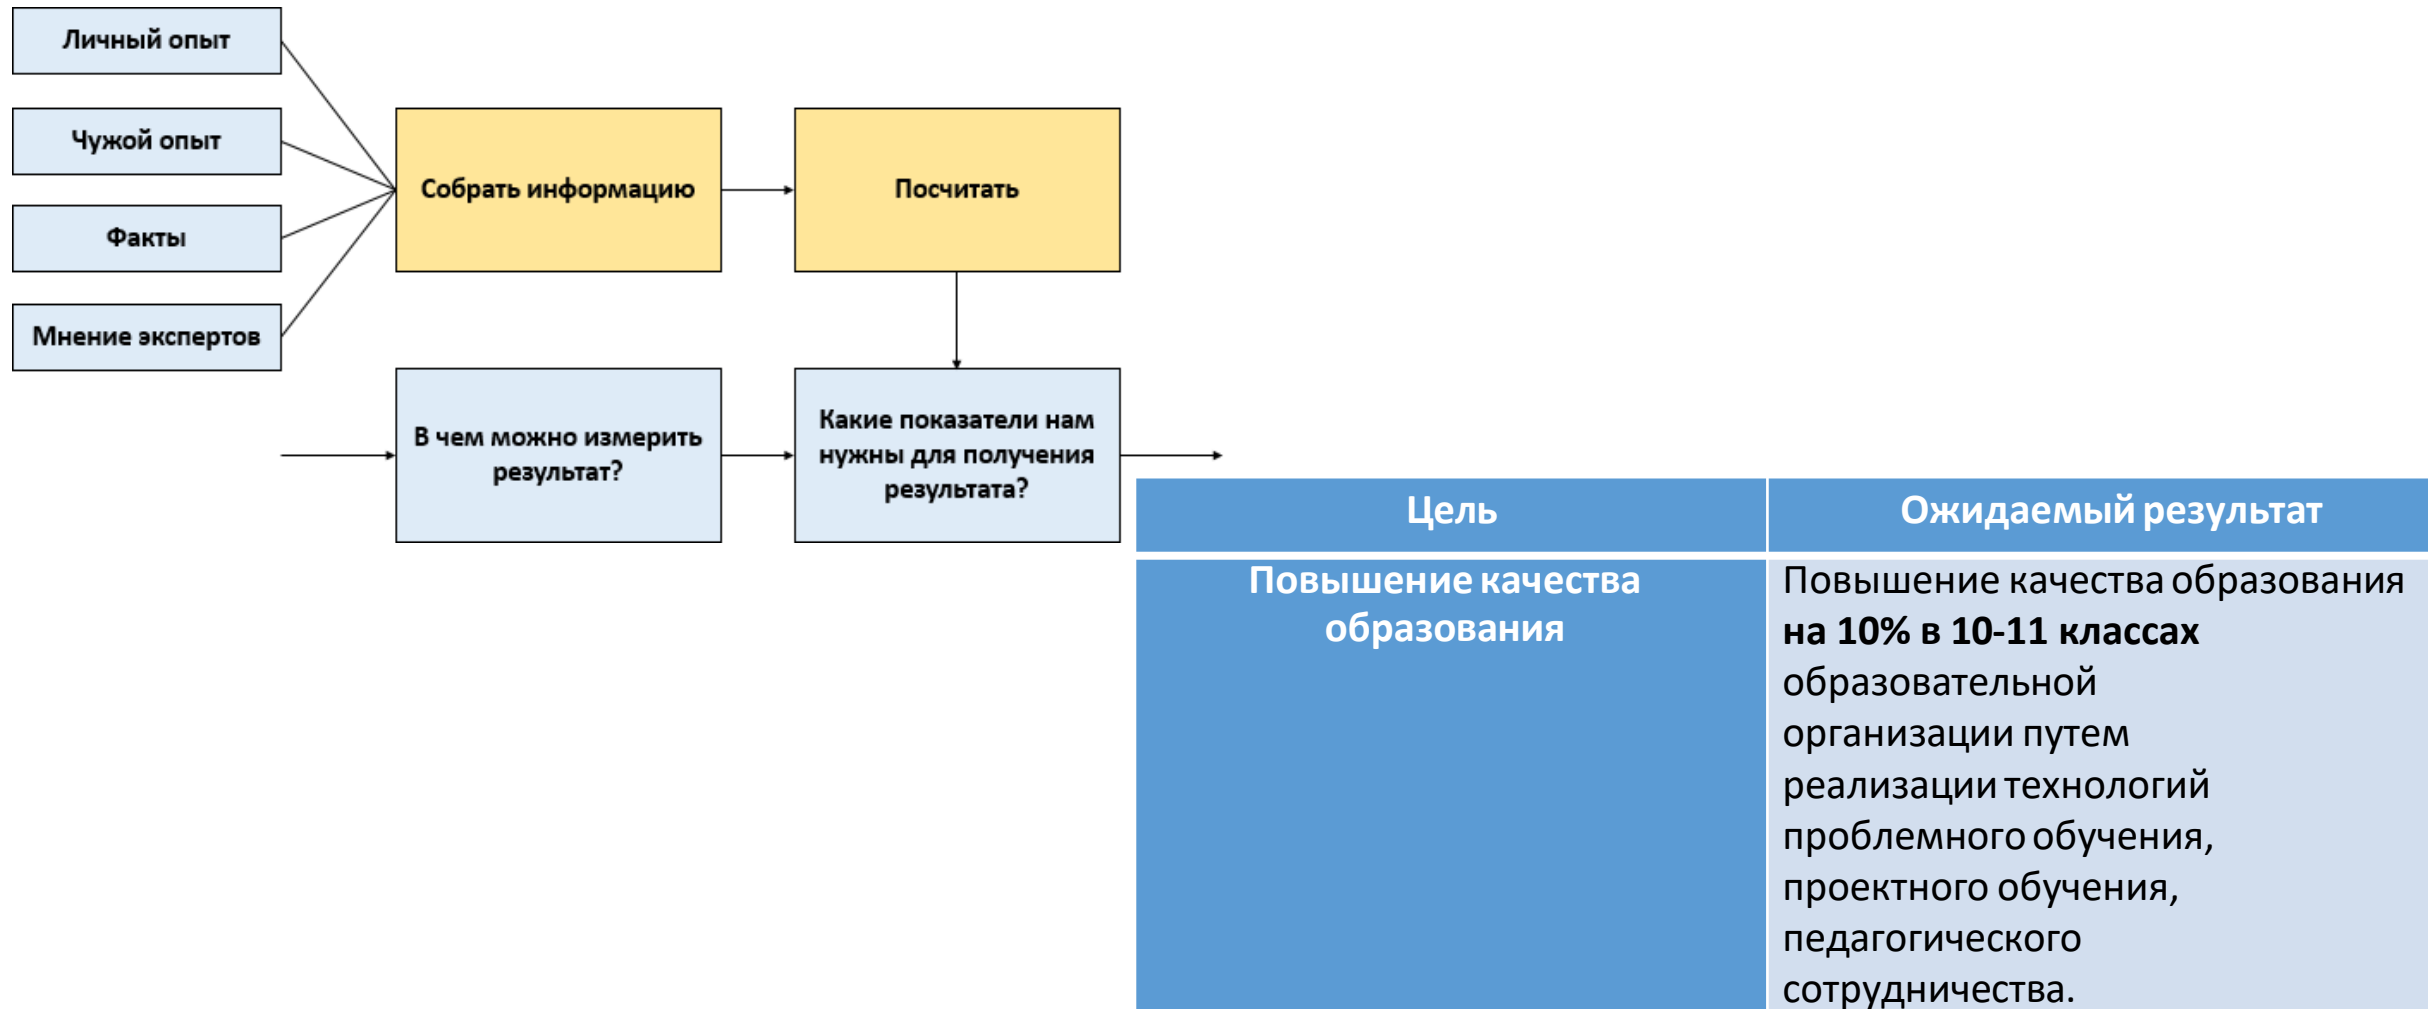 Личный опыт
Чужой опыт
Факты
Мнение экспертов
Собрать информацию
Посчитать
В чем можно измерить
результат?
Какие показатели нам
нужны для получения
результата?
Цель
Ожидаемый результат
Повышение качества
образования
Повышение качества образования
на 10% в 10-11 классах
образовательной
организации путем
реализации технологий
проблемного обучения,
проектного обучения,
педагогического
сотрудничества.